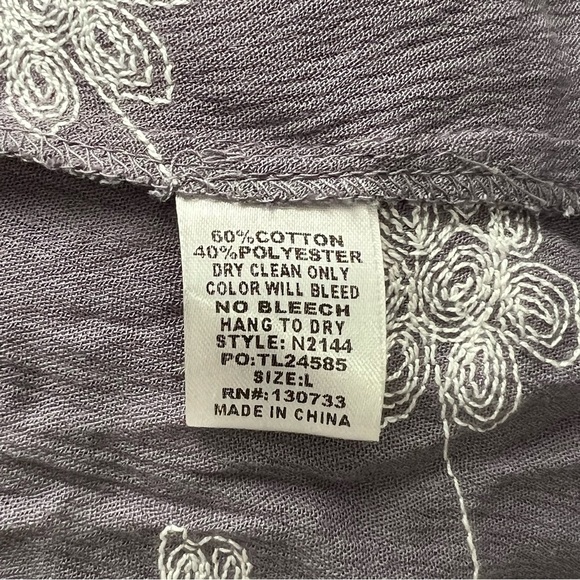 60%COTTON
40%POLYESTER
DRY CLEAN ONLY
COLOR WILL BLEED
NO BLEECH
HANG TO DRY
STYLE: N2144
PO:TL24585
SIZE:L
RN#:130733
MADE IN CHINA